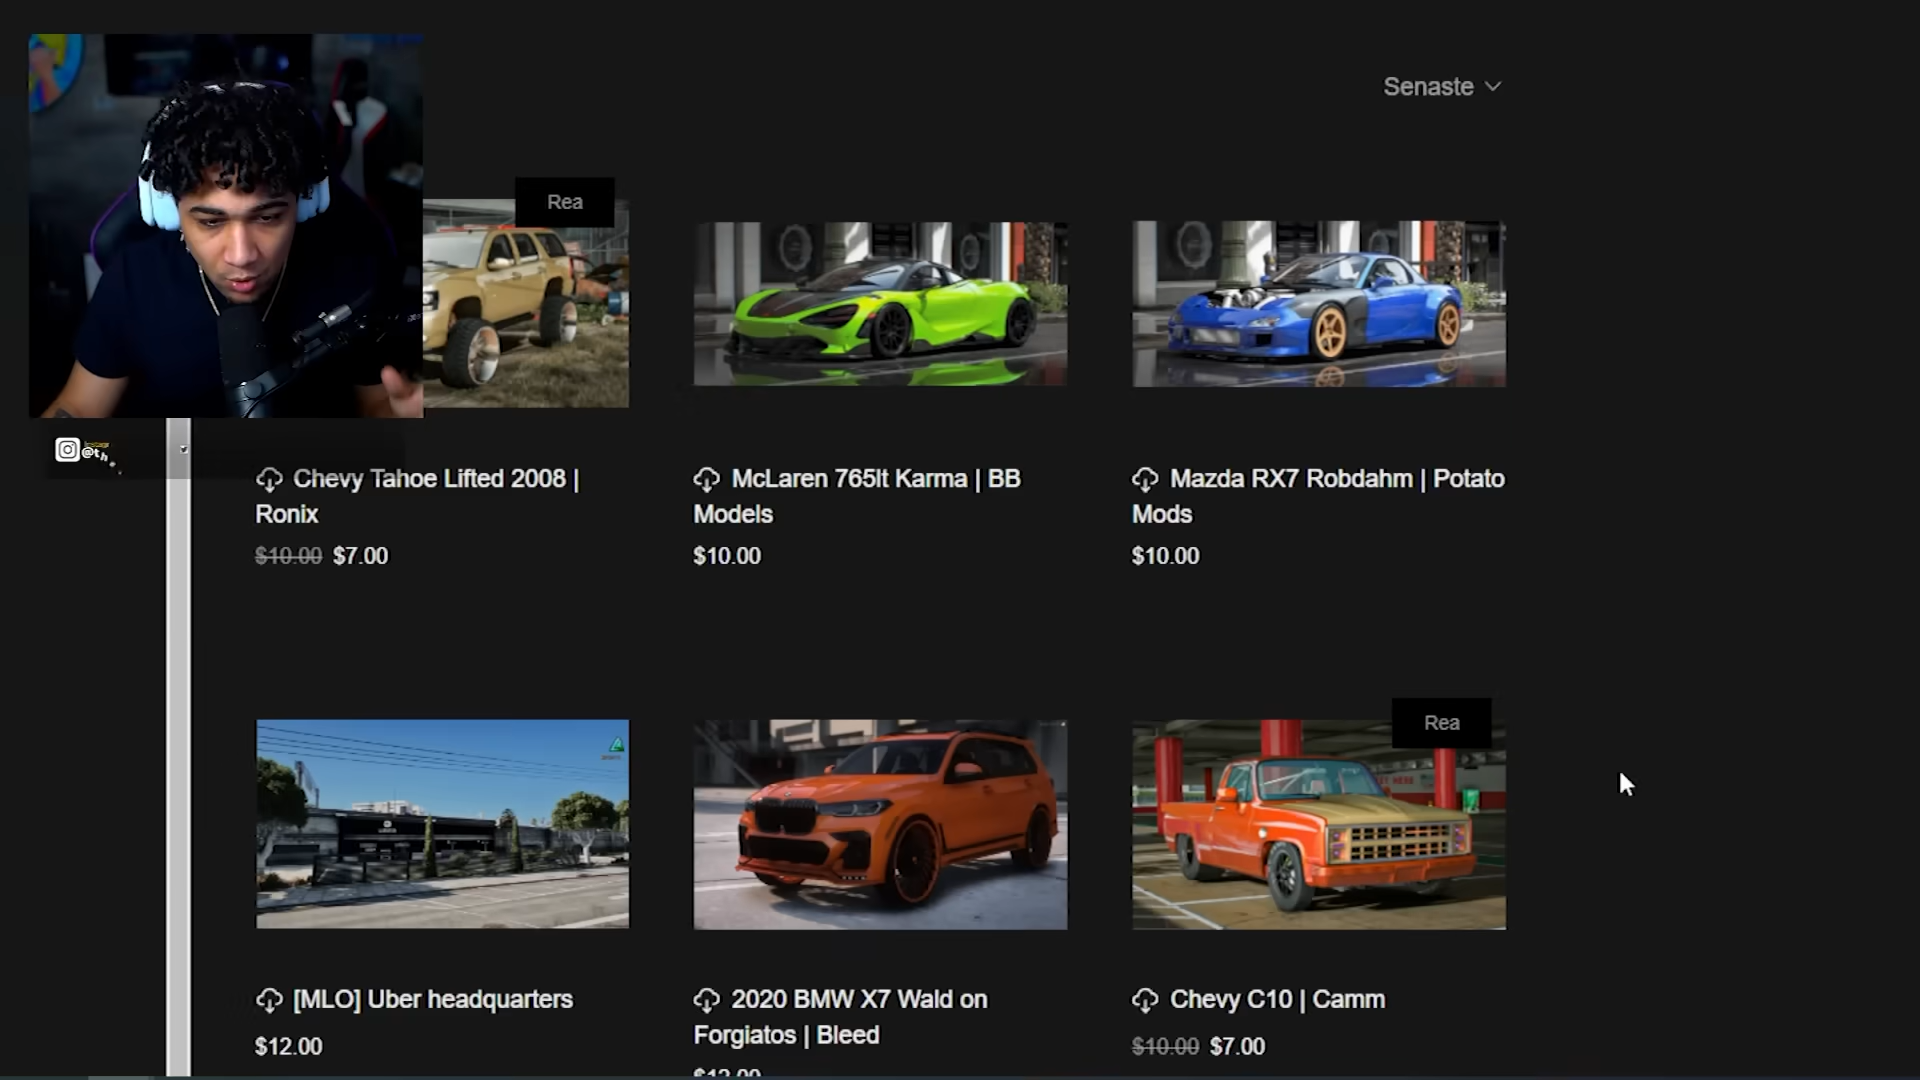 Senaste
Rea
Chevy Tahoe Lifted 2008 |
Ronix
$10.00 $7.00
McLaren 765lt Karma | BB
Models
$10.00
Mazda RX7 Robdahm | Potato
Mods
$10.00
Rea
[MLO] Uber headquarters
$12.00
2020 BMW X7 Wald on
Forgiatos | Bleed
Chevy C10 | Camm
$10.00 $7.00